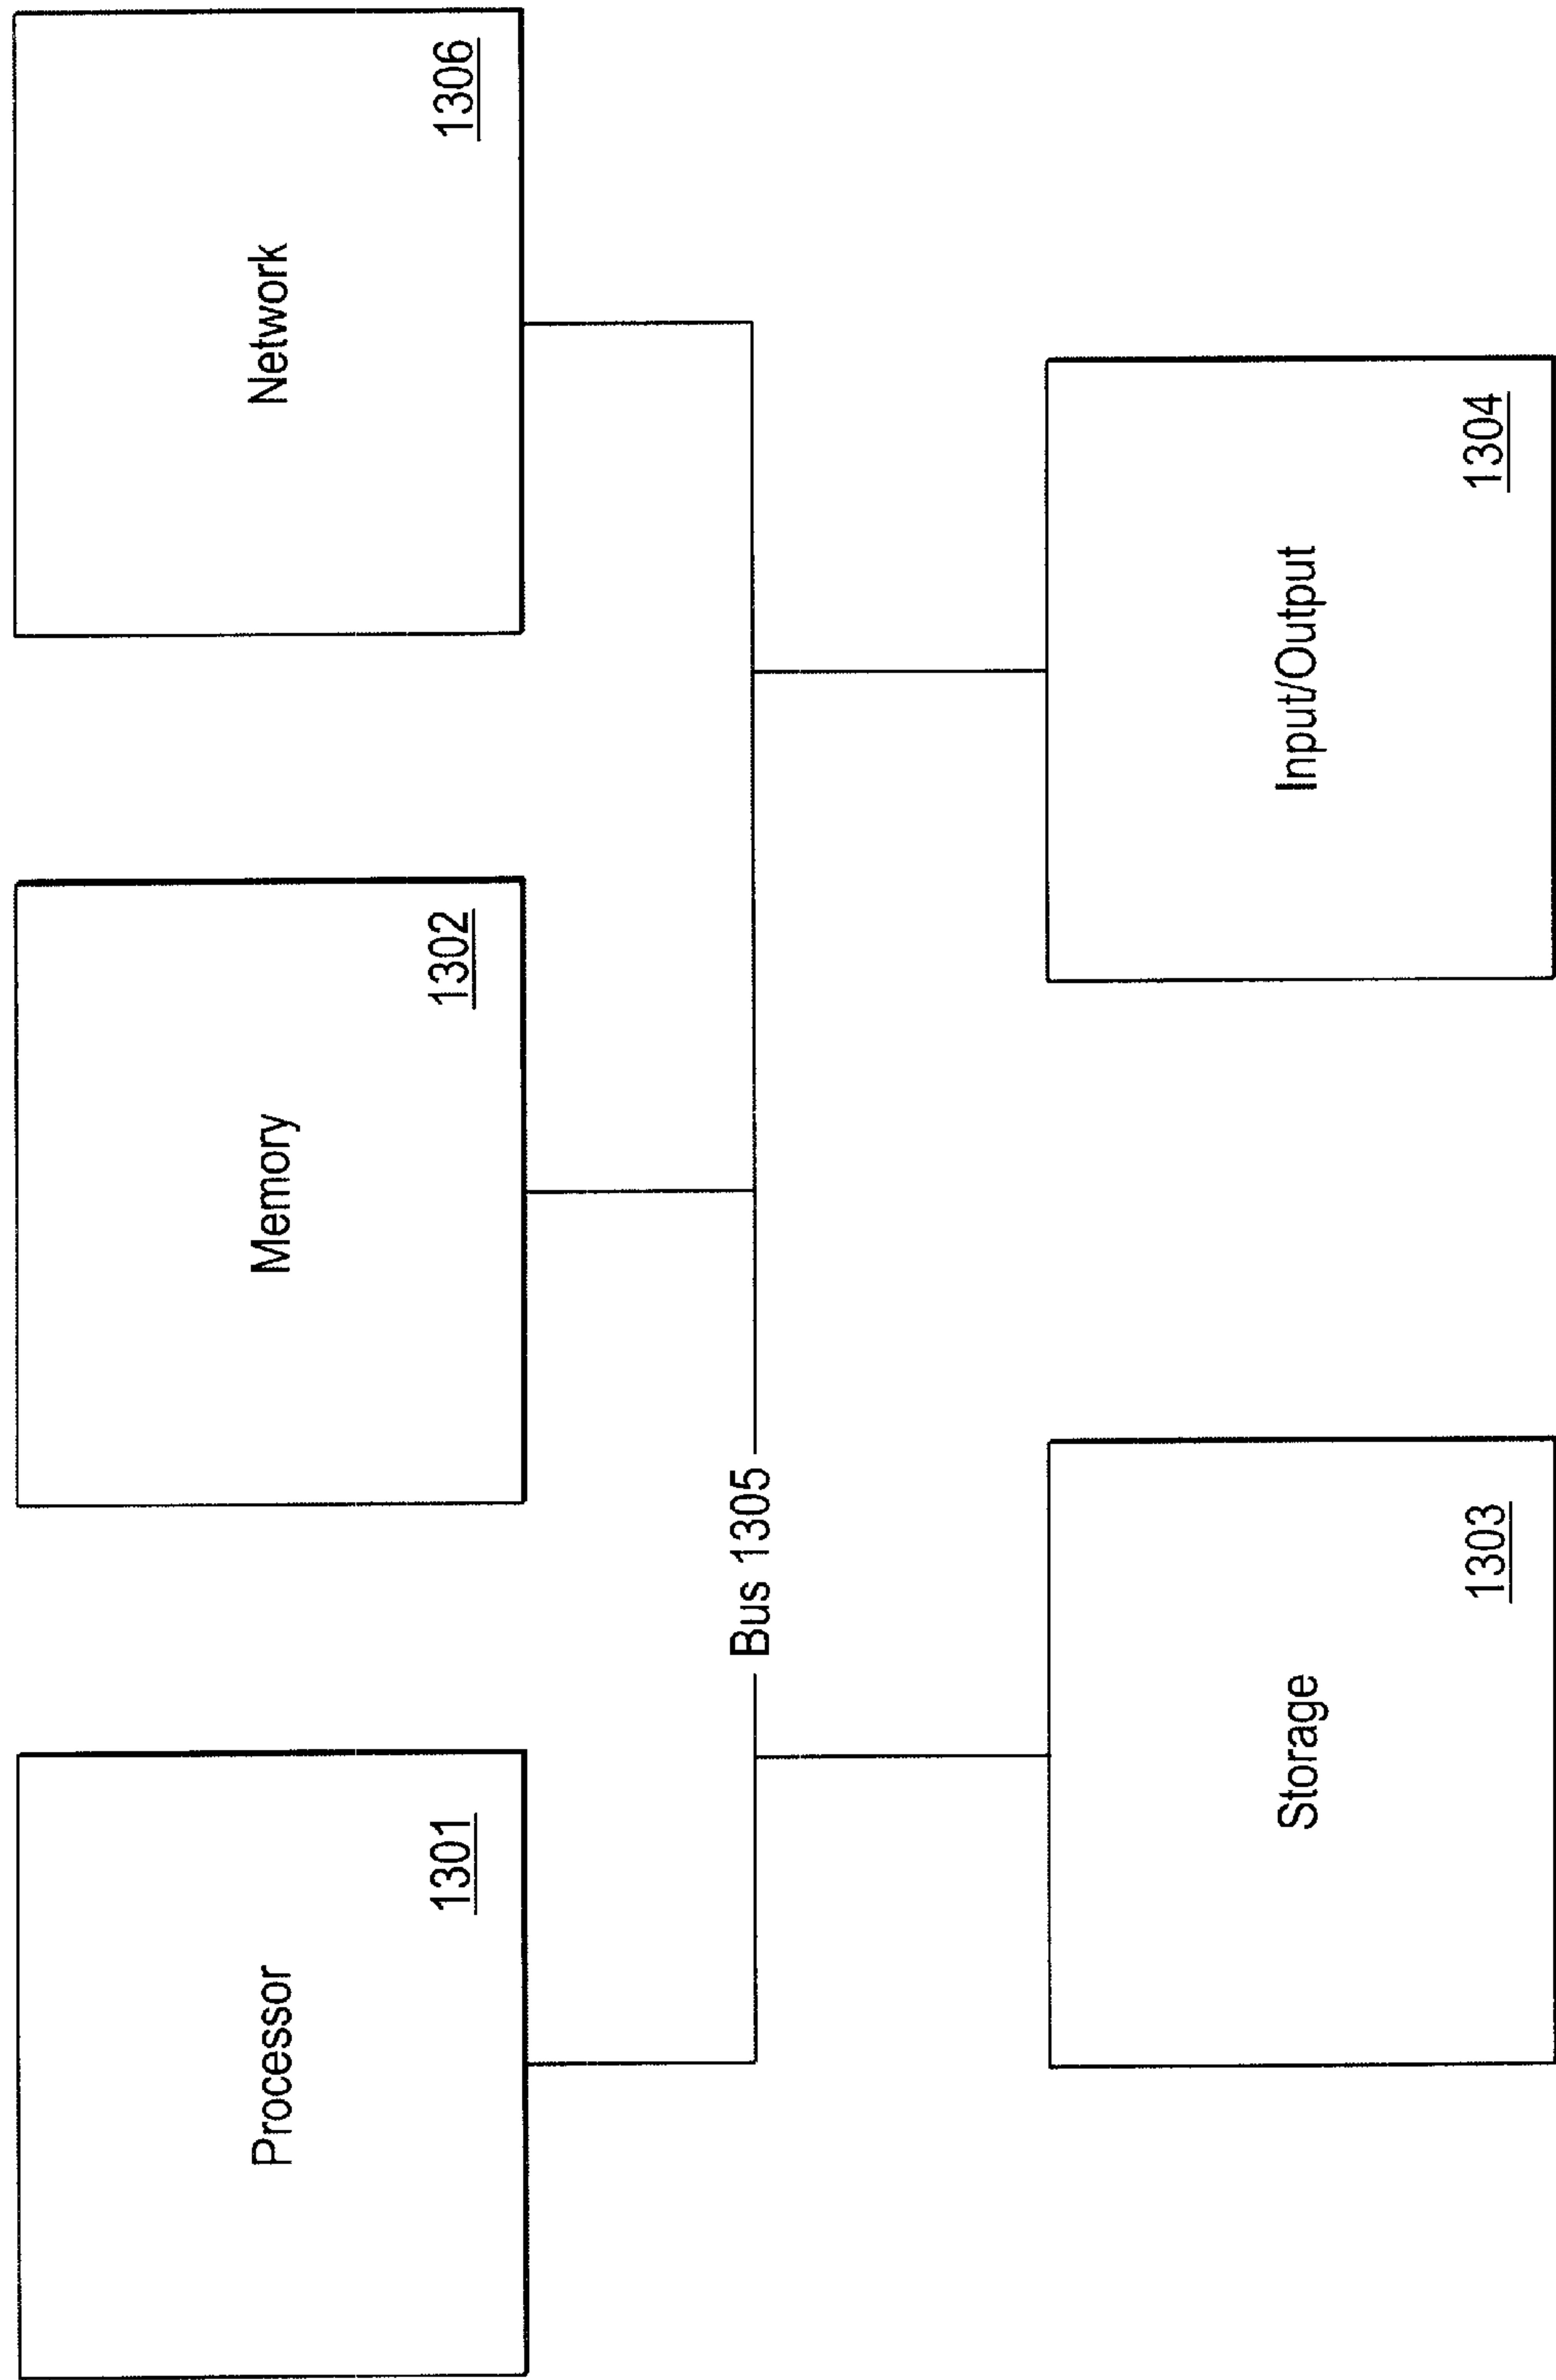 Processor
1301
Memory
1302
Network
1306
Bus 1305
Storage
1303
Input/Output
1304